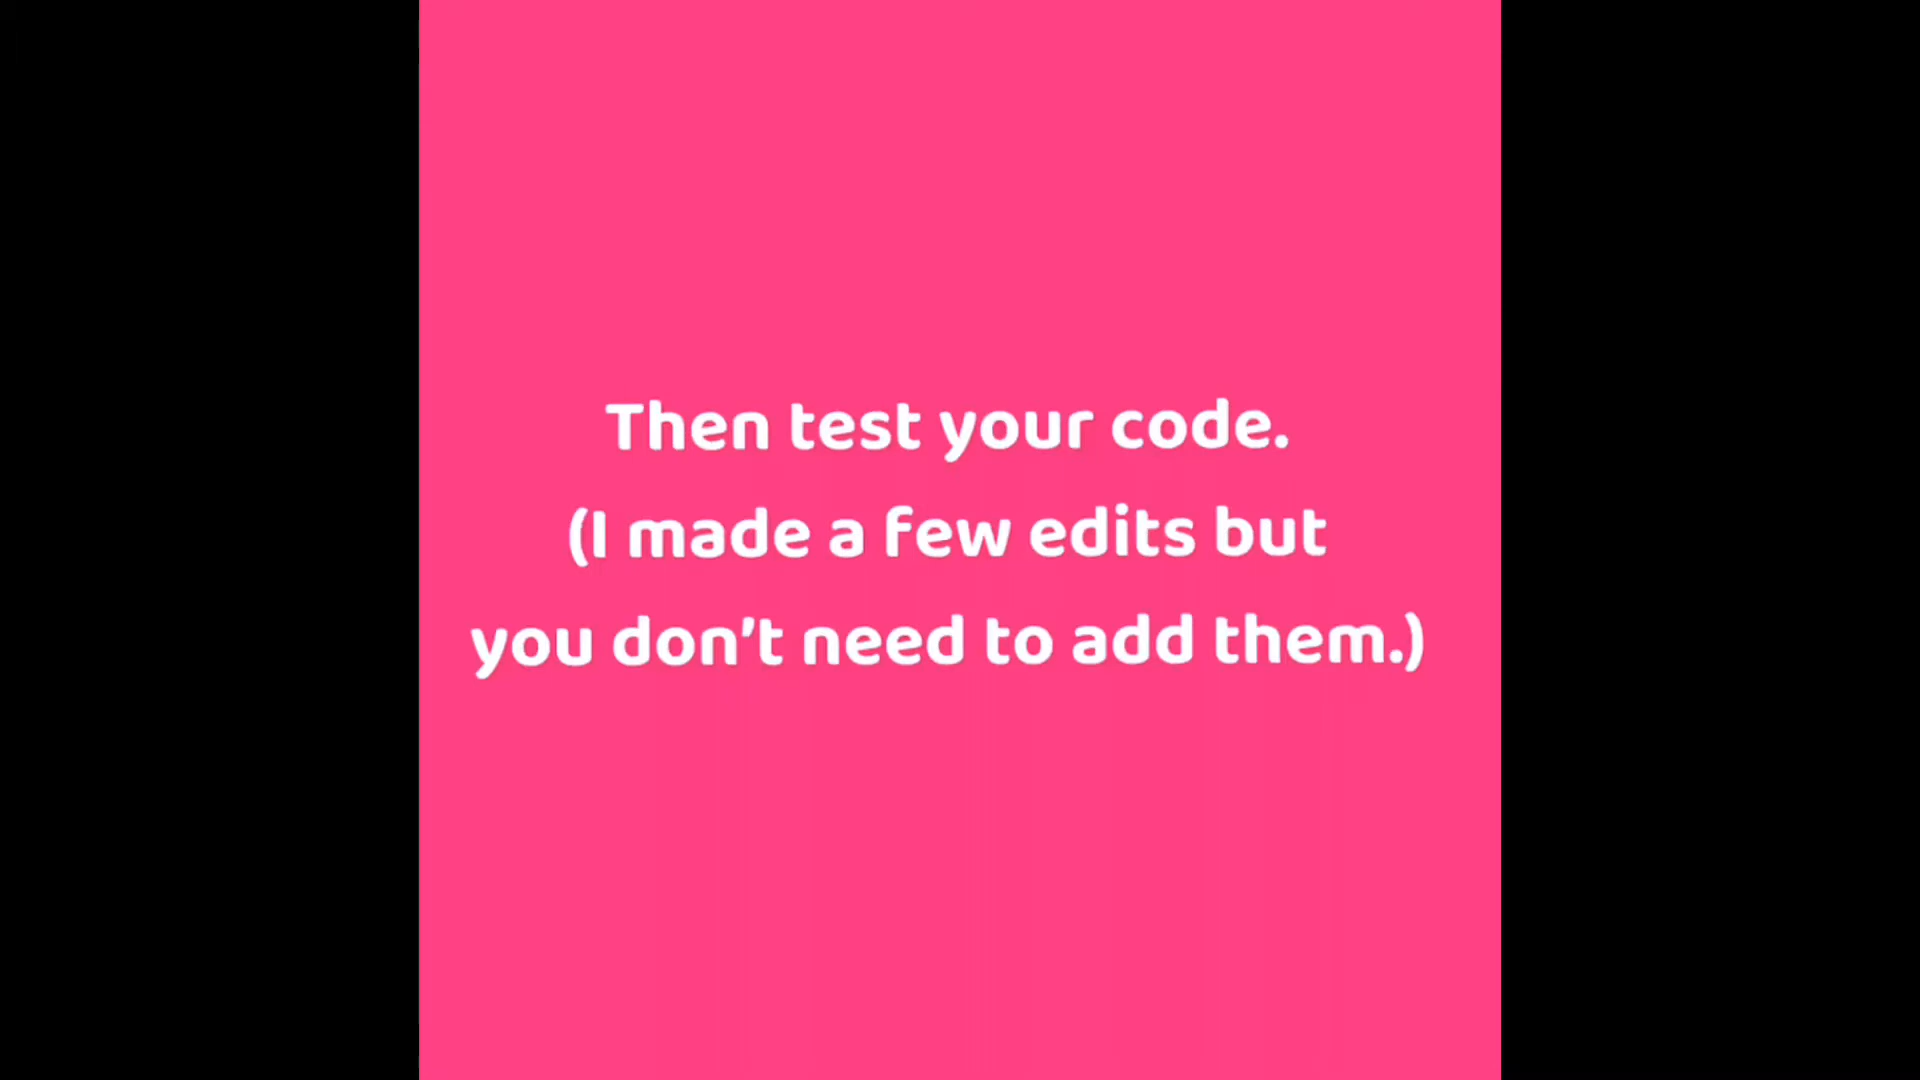 Then test your code.
(I made a few edits but
you don’t need to add them.)